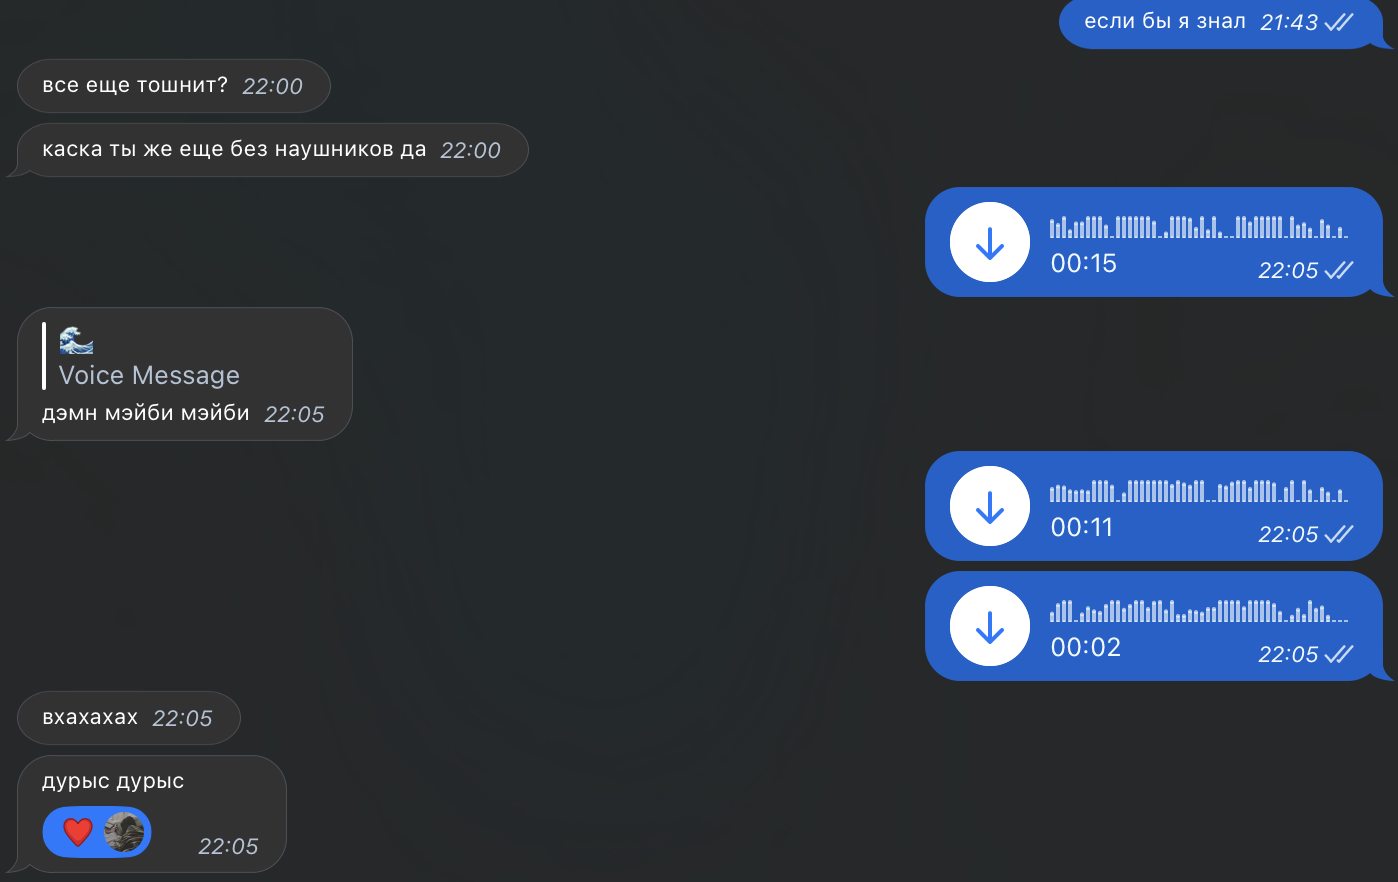 если бы я знал 21:43
все еще тошнит? 22:00
каска ты же еще без наушников да 22:00
00:15 22:05
Voice Message
дэмн мэйби мэйби 22:05
00:11 22:05
00:02 22:05
вхахахах 22:05
дурыс дурыс
22:05